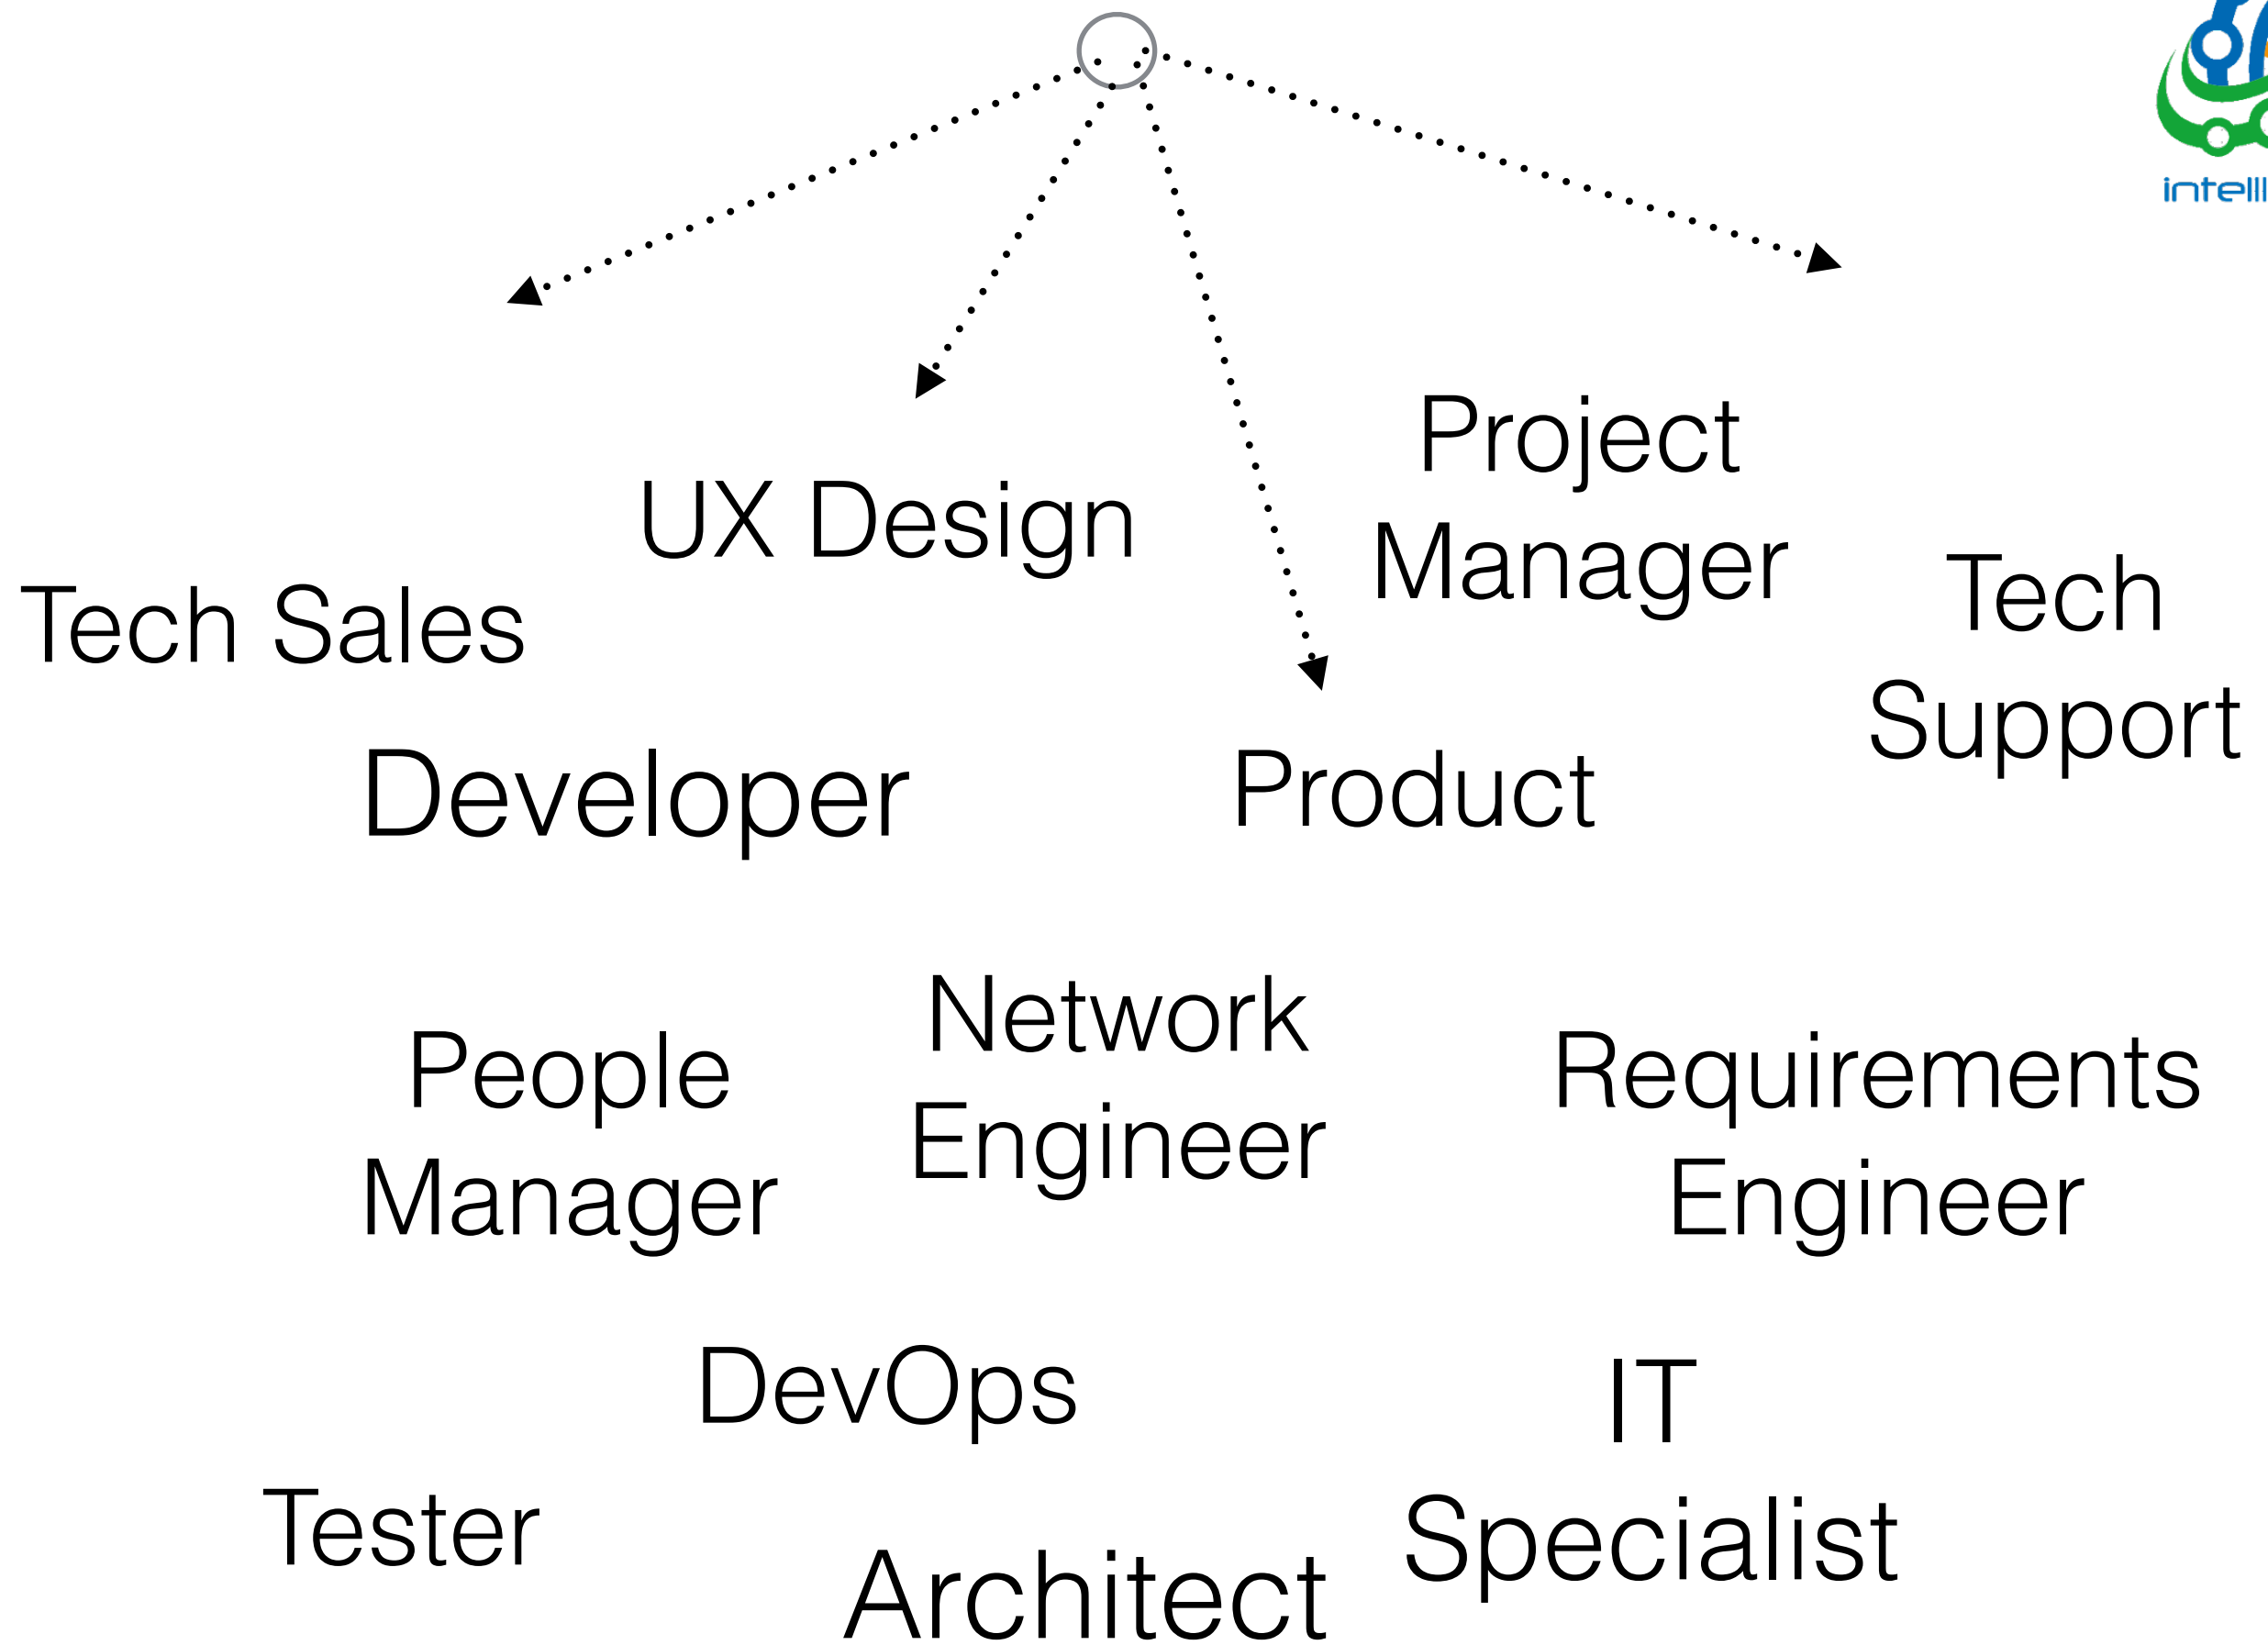 Project
Manager
UX Design
Tech
Support
Tech Sales
Developer
Product
Network
Engineer
People
Manager
Requirements
Engineer
DevOps
IT
Specialist
Tester
Architect